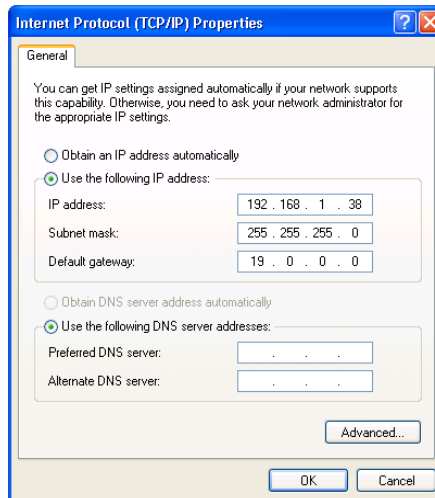 Internet Protocol (TCP/IP) Properties
General
You can get IP settings assigned automatically if your network supports
this capability. Otherwise, you need to ask your network administrator for
the appropriate IP settings.
Obtain an IP address automatically
Use the following IP address:
IP address: 192 . 168 . 1 . 38
Subnet mask: 255 . 255 . 255 . 0
Default gateway: 19 . 0 . 0 . 0
Obtain DNS server address automatically
Use the following DNS server addresses:
Preferred DNS server: . . .
Alternate DNS server: . . .
Advanced...
OK Cancel